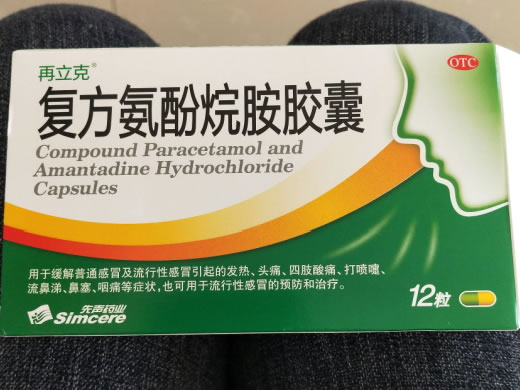 再立克®
OTC
复方氨酚烷胺胶囊
Compound Paracetamol and
Amantadine Hydrochloride
Capsules
用于缓解普通感冒及流行性感冒引起的发热、头痛、四肢酸痛、打喷嚏、
流鼻涕、鼻塞、咽痛等症状,也可用于流行性感冒的预防和治疗。
先声药业
Simcere
12粒